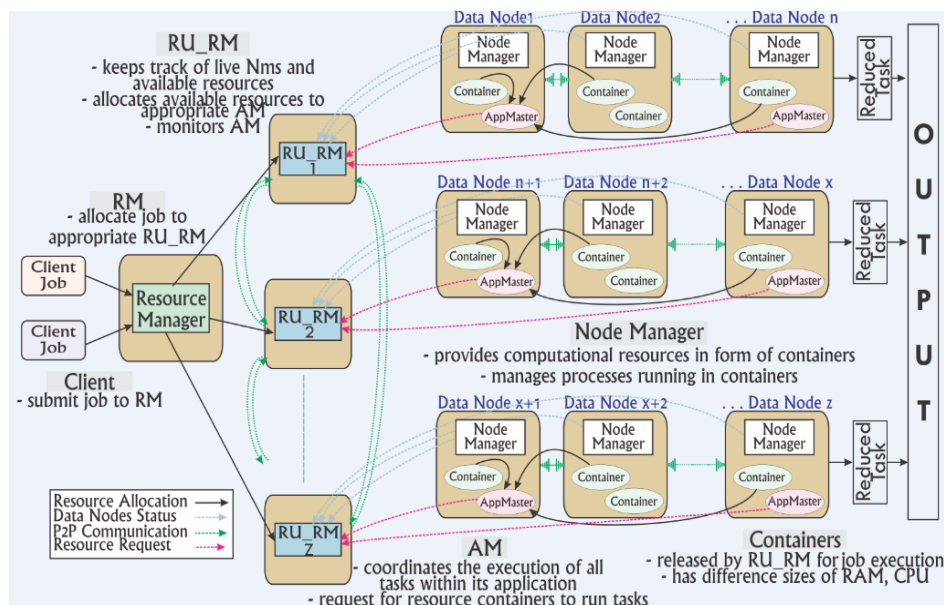 RU_RM
- keeps track of live Nms and
available resources
- allocates available resources to
appropriate AM
- monitors AM
RU_RM
1
RM
- allocate job to
appropriate RU_RM
Client
Job
Client
Job
Resource
Manager
Client
- submit job to RM
RU_RM
2
RU_RM
Z
Data Node1
Data Node2
... Data Node n
Node
Manager
Container
AppMaster
Node
Manager
Container
Container
Node
Manager
Container
AppMaster
Reduced
Task
Data Node n+1
Data Node n+2
... Data Node x
Node
Manager
Container
AppMaster
Node
Manager
Container
Container
Node
Manager
Container
AppMaster
Reduced
Task
Node Manager
- provides computational resources in form of containers
- manages processes running in containers
Data Node x+1
Data Node x+2
... Data Node z
Node
Manager
Container
AppMaster
Node
Manager
Container
Container
Node
Manager
Container
AppMaster
Reduced
Task
OUTPUT
Resource Allocation
Data Nodes Status
P2P Communication
Resource Request
AM
- coordinates the execution of all
tasks within its application
- request for resource containers to run tasks
Containers
- released by RU_RM for job execution
- has difference sizes of RAM, CPU